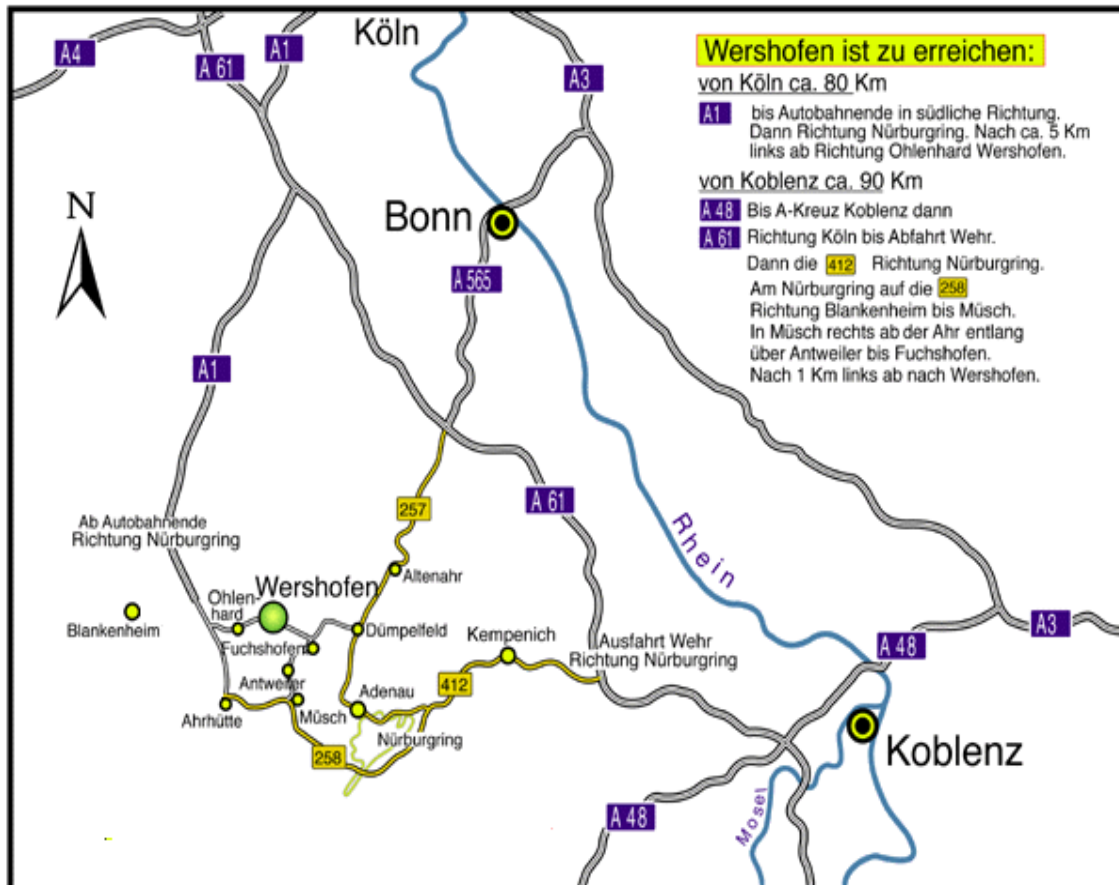 Köln
A4
A 61
A1
A3
Wershofen ist zu erreichen:
von Köln ca. 80 Km
A1 bis Autobahnende in südliche Richtung.
Dann Richtung Nürburgring. Nach ca. 5 Km
links ab Richtung Ohlenhard Wershofen.
von Koblenz ca. 90 Km
A 48 Bis A-Kreuz Koblenz dann
A 61 Richtung Köln bis Abfahrt Wehr.
Dann die 412 Richtung Nürburgring.
Am Nürburgring auf die 258
Richtung Blankenheim bis Müsch.
In Müsch rechts ab der Ahr entlang
über Antweiler bis Fuchshofen.
Nach 1 Km links ab nach Wershofen.
N
Bonn
A 565
A1
A 61
257
Ab Autobahnende
Richtung Nürburgring
Rhein
Altenahr
Wershofen
Ohlen-
hard
Blankenheim
Dümpelfeld
Fuchshofen
Kempenich
Ausfahrt Wehr
Richtung Nürburgring
A 48
A3
Antweiler
Adenau
412
Ahrhütte
Müsch
Nürburgring
258
Koblenz
Mosel
A 48